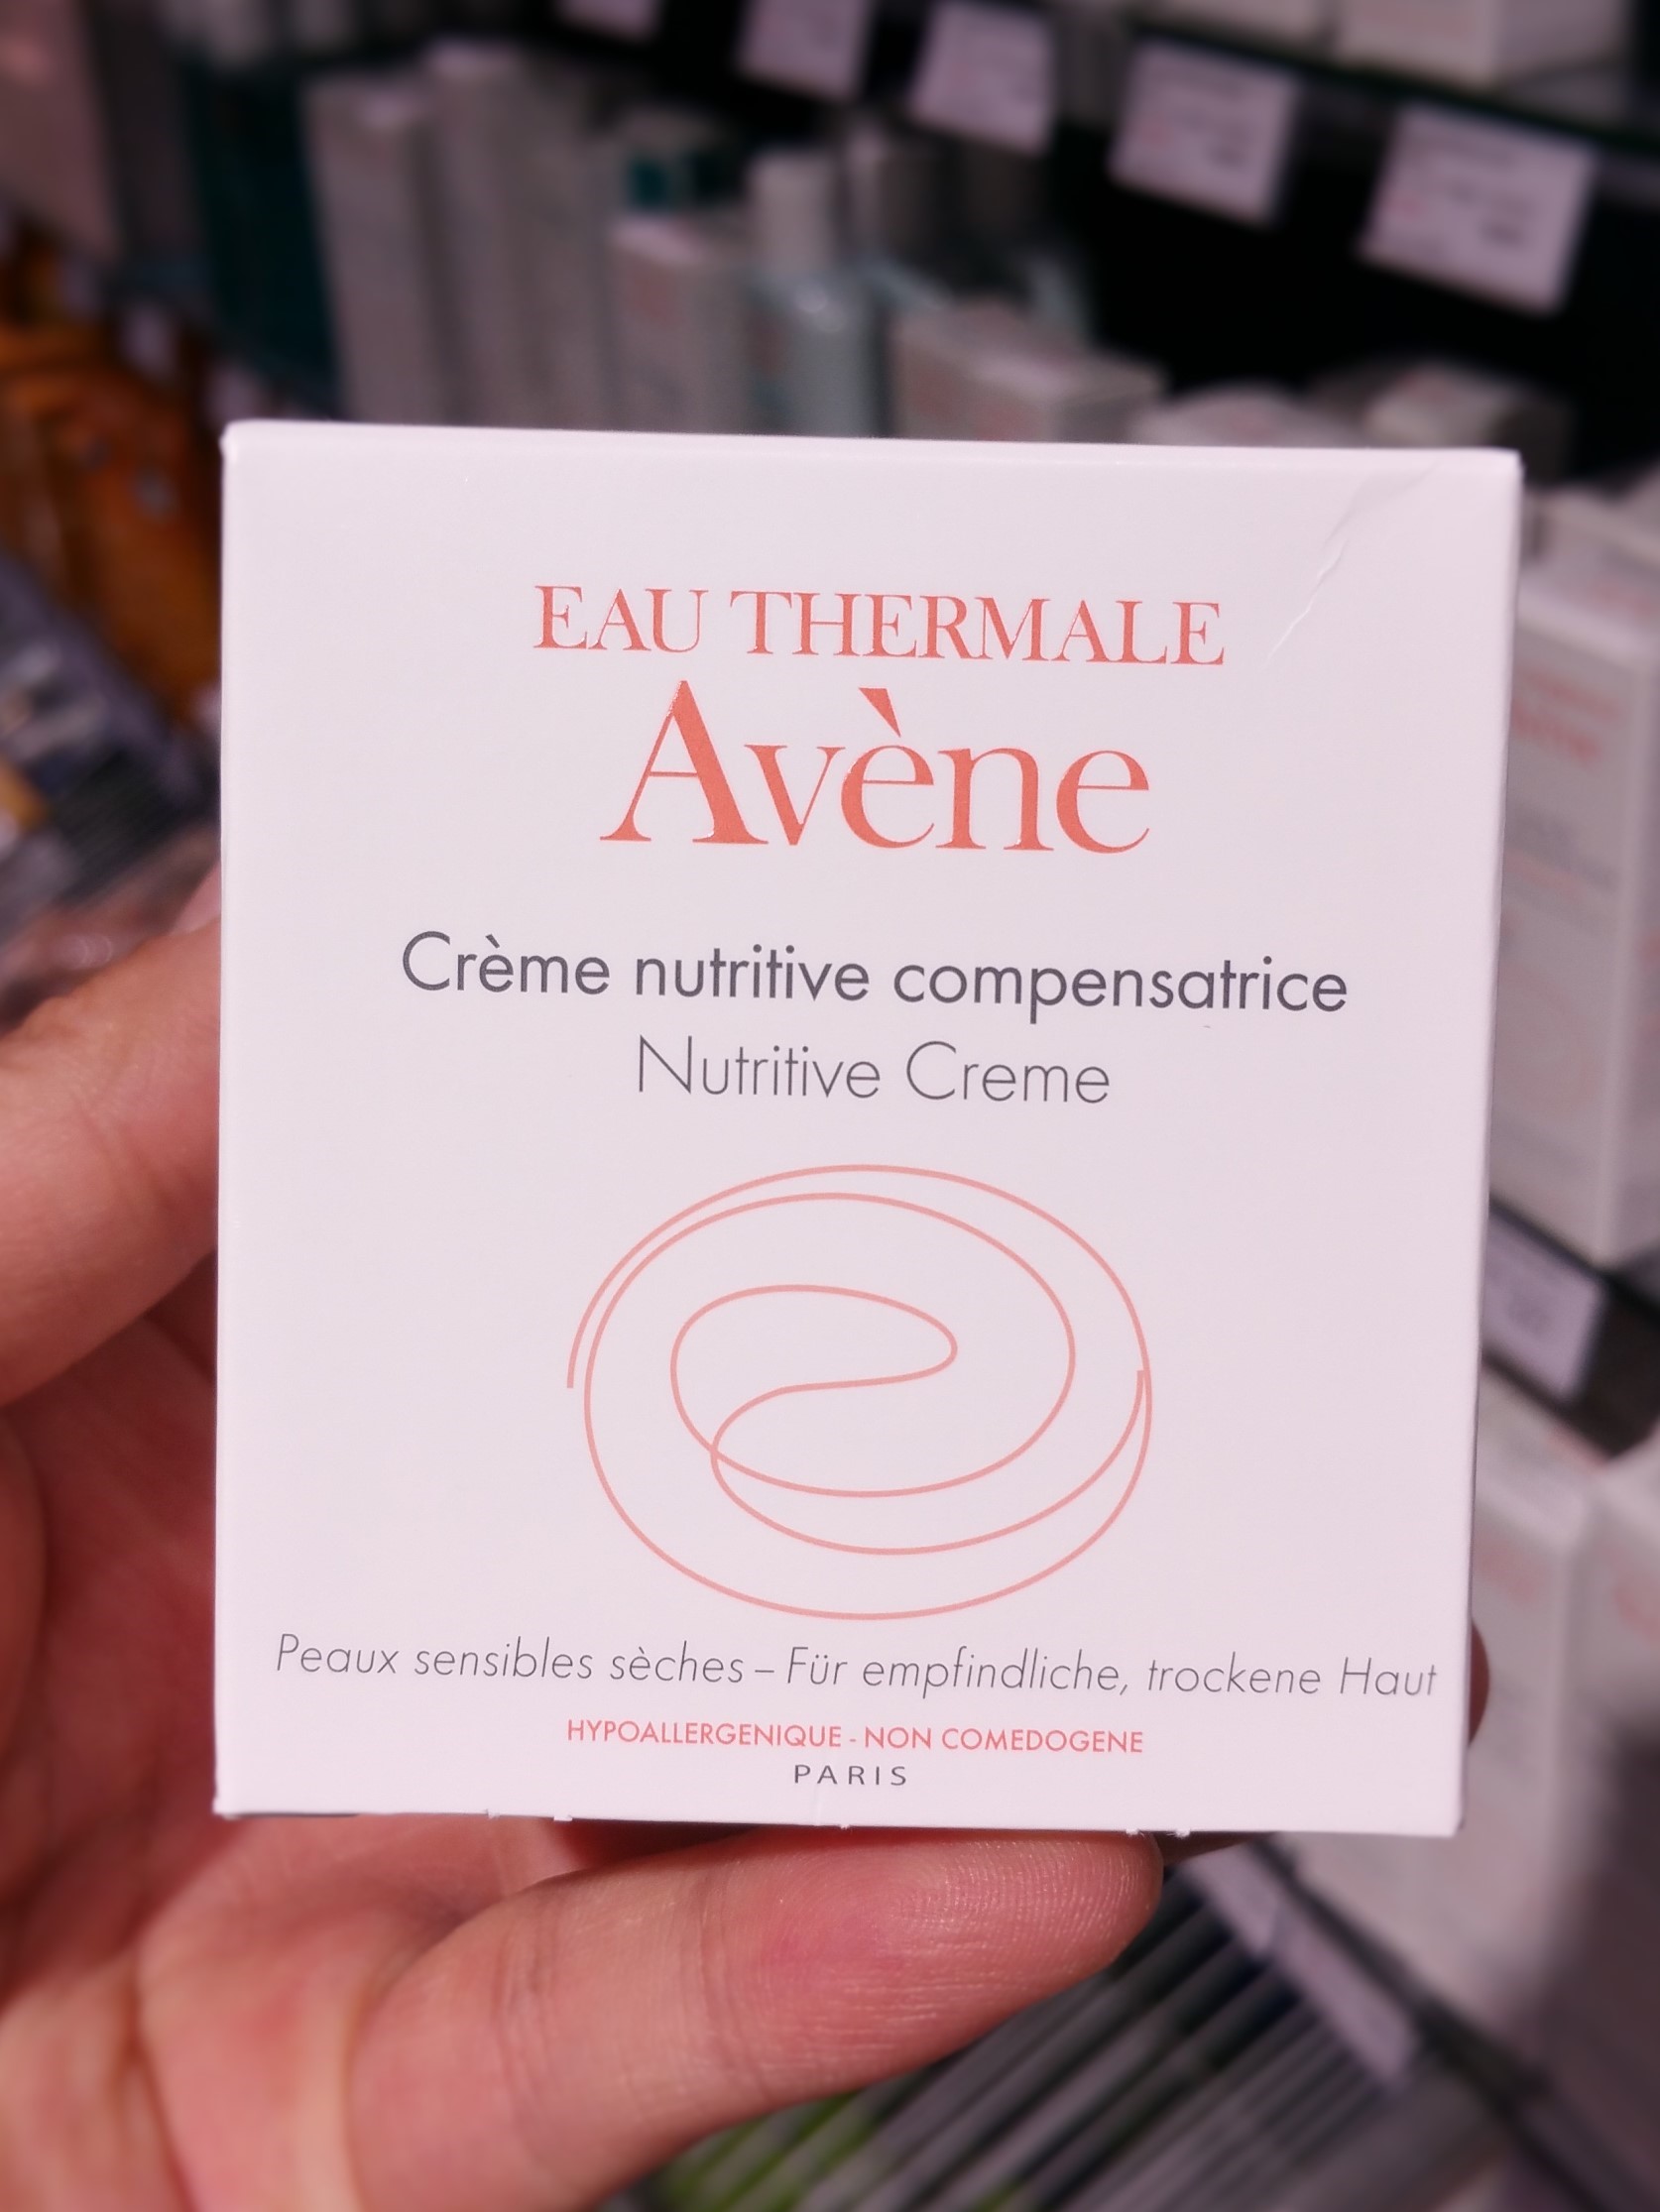 EAU THERMALE
Avène
Crème nutritive compensatrice
Nutritive Creme
Peaux sensibles sèches – Für empfindliche, trockene Haut
HYPOALLERGENIQUE - NON COMEDOGENE
PARIS